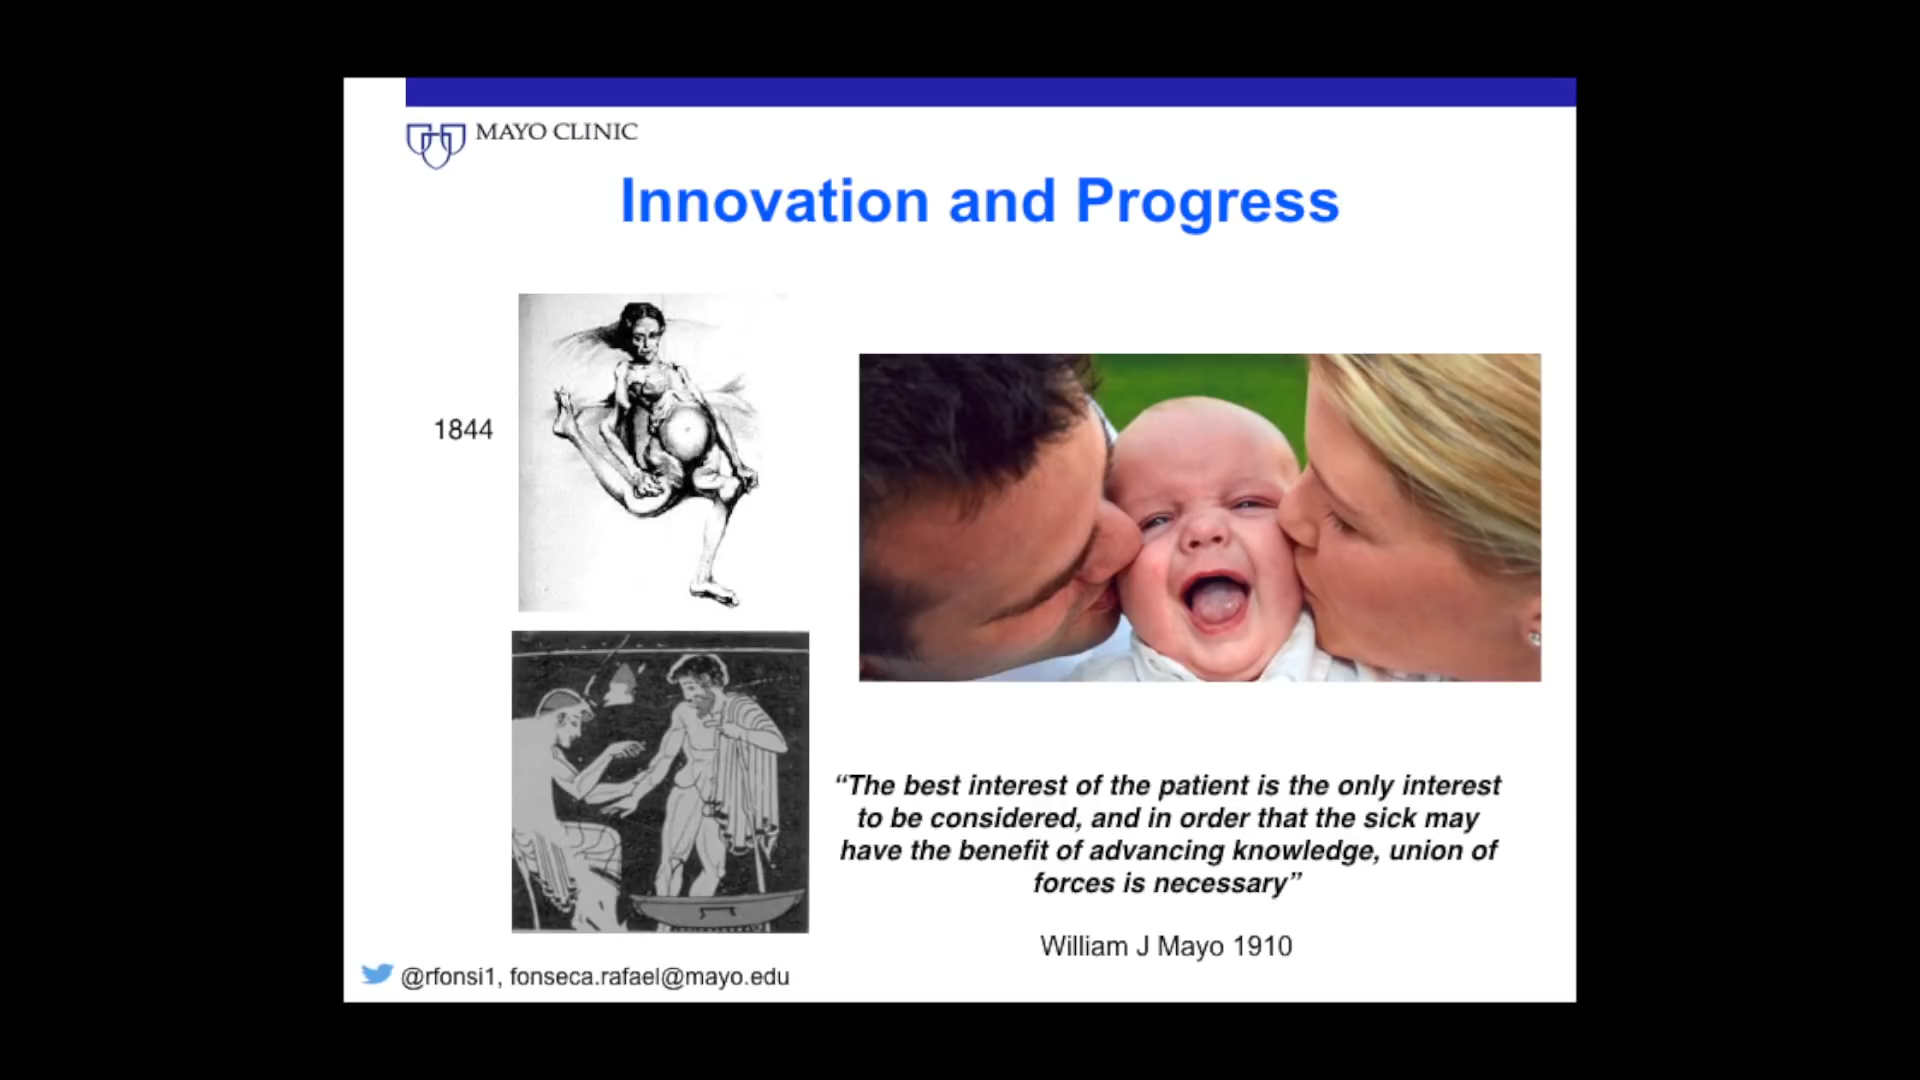 MAYO CLINIC
Innovation and Progress
1844
“The best interest of the patient is the only interest
to be considered, and in order that the sick may
have the benefit of advancing knowledge, union of
forces is necessary”
William J Mayo 1910
@rfonsi1, fonseca.rafael@mayo.edu